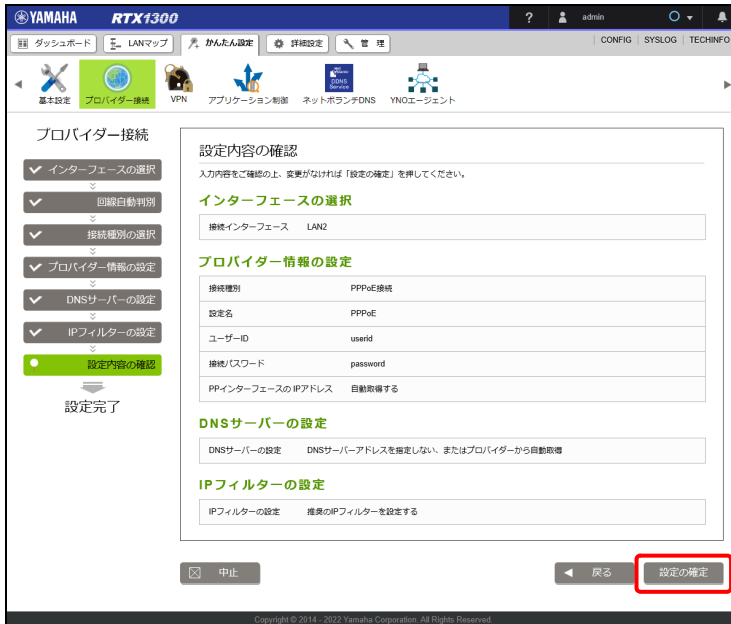 YAMAHA RTX1300 ? admin
ダッシュボード LANマップ かんたん設定 詳細設定 管 理 CONFIG SYSLOG TECHINFO
基本設定 プロバイダー接続 VPN アプリケーション制御 ネットボランチDNS YNOエージェント
DDNS
Service
プロバイダー接続
インターフェースの選択
回線自動判別
接続種別の選択
プロバイダー情報の設定
DNSサーバーの設定
IPフィルターの設定
設定内容の確認
設定完了
設定内容の確認
入力内容をご確認の上、変更がなければ「設定の確定」を押してください。
インターフェースの選択
接続インターフェース LAN2
プロバイダー情報の設定
接続種別 PPPoE接続
設定名 PPPoE
ユーザーID userid
接続パスワード password
PPインターフェースの IPアドレス 自動取得する
DNSサーバーの設定
DNSサーバーの設定 DNSサーバーアドレスを指定しない、またはプロバイダーから自動取得
IPフィルターの設定
IPフィルターの設定 推奨のIPフィルターを設定する
中止 戻る 設定の確定
Copyright © 2014 - 2022 Yamaha Corporation. All Rights Reserved.